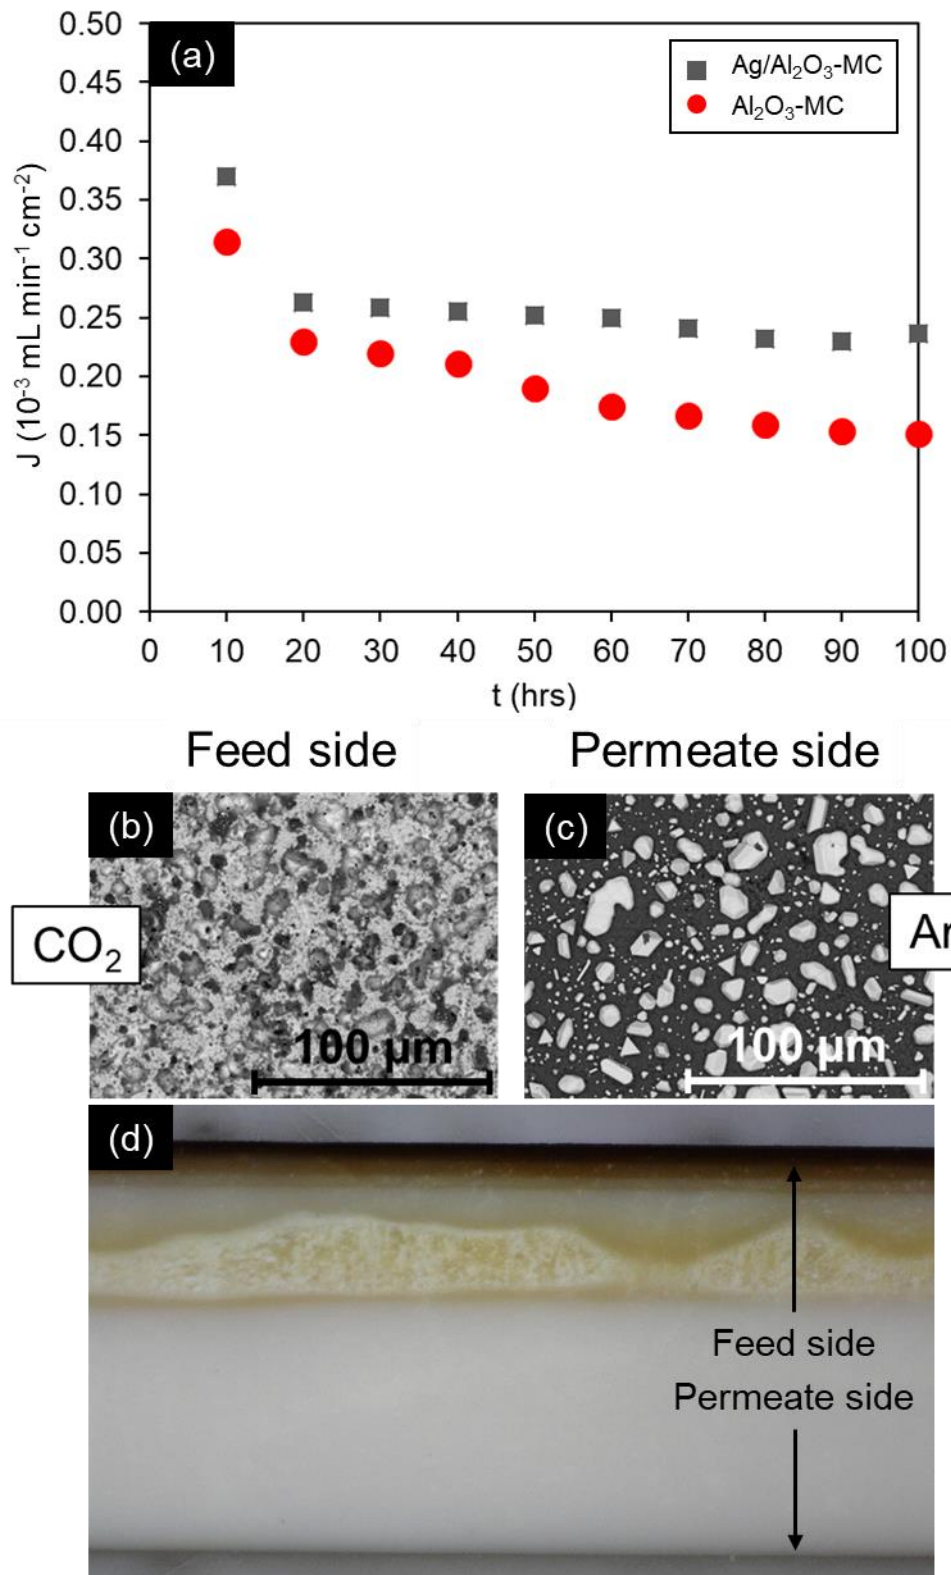 (a)
0.50
0.45
0.40
0.35
0.30
0.25
0.20
0.15
0.10
0.05
0.00
J (10⁻³ mL min⁻¹ cm⁻²)
Ag/Al₂O₃-MC
Al₂O₃-MC
0 10 20 30 40 50 60 70 80 90 100
t (hrs)
Feed side
Permeate side
(b)
CO₂
100 μm
(c)
Ar
100 μm
(d)
Feed side
Permeate side